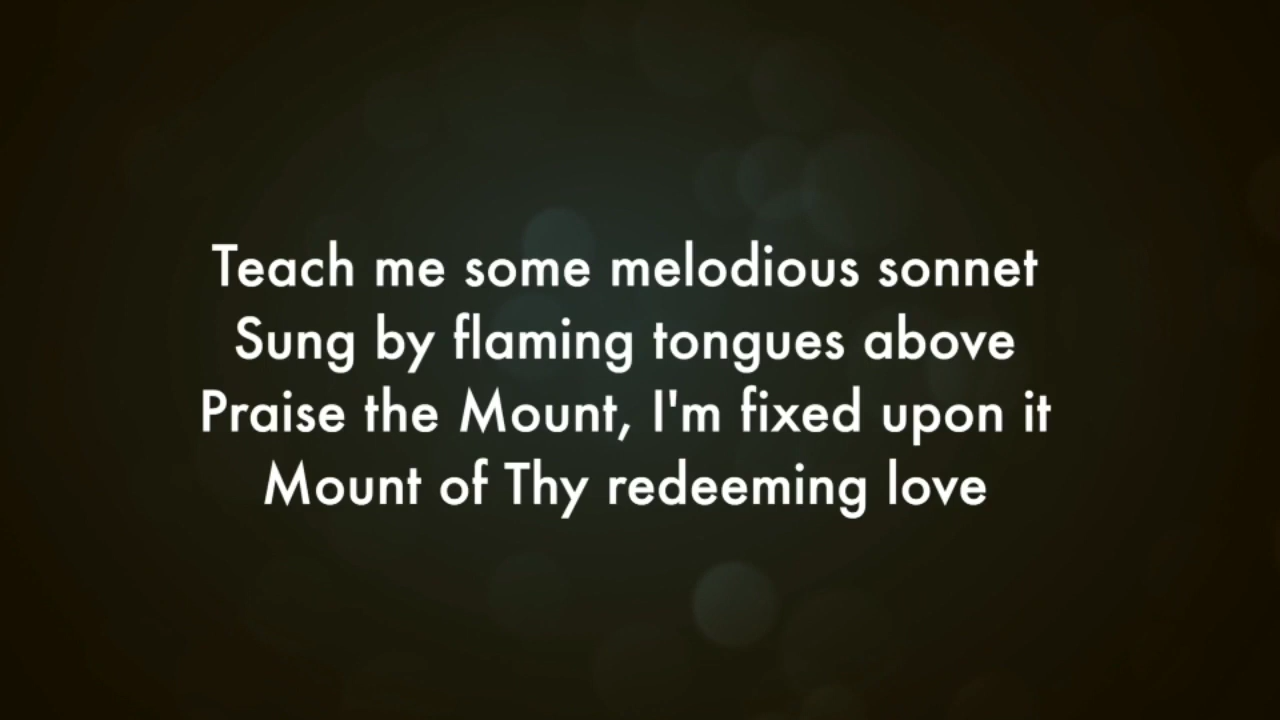 Teach me some melodious sonnet
Sung by flaming tongues above
Praise the Mount, I'm fixed upon it
Mount of Thy redeeming love